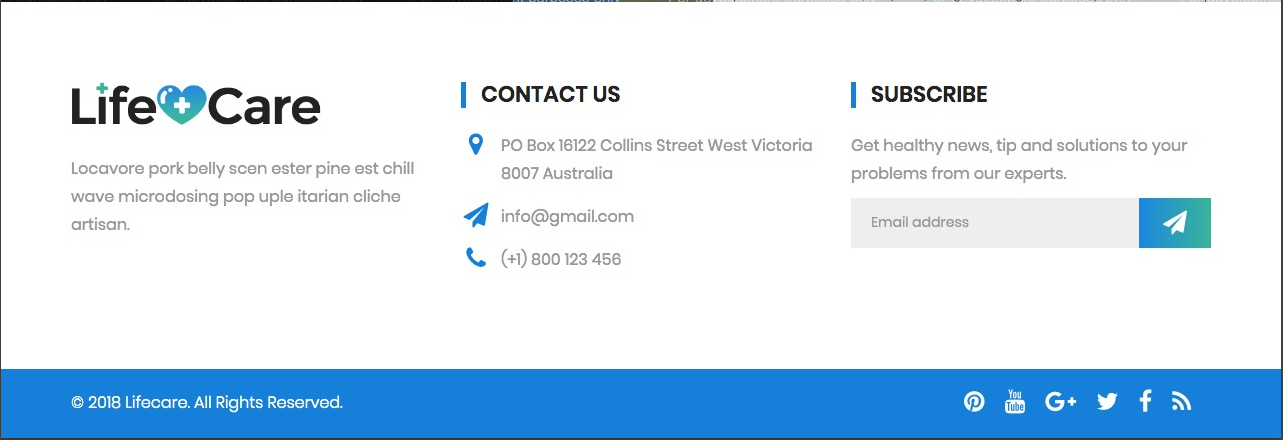 Life Care
Locavore pork belly scen ester pine est chill
wave microdosing pop uple itarian cliche
artisan.
CONTACT US
PO Box 16122 Collins Street West Victoria
8007 Australia
info@gmail.com
(+1) 800 123 456
SUBSCRIBE
Get healthy news, tip and solutions to your
problems from our experts.
Email address
© 2018 Lifecare. All Rights Reserved.
You
Tube
G+